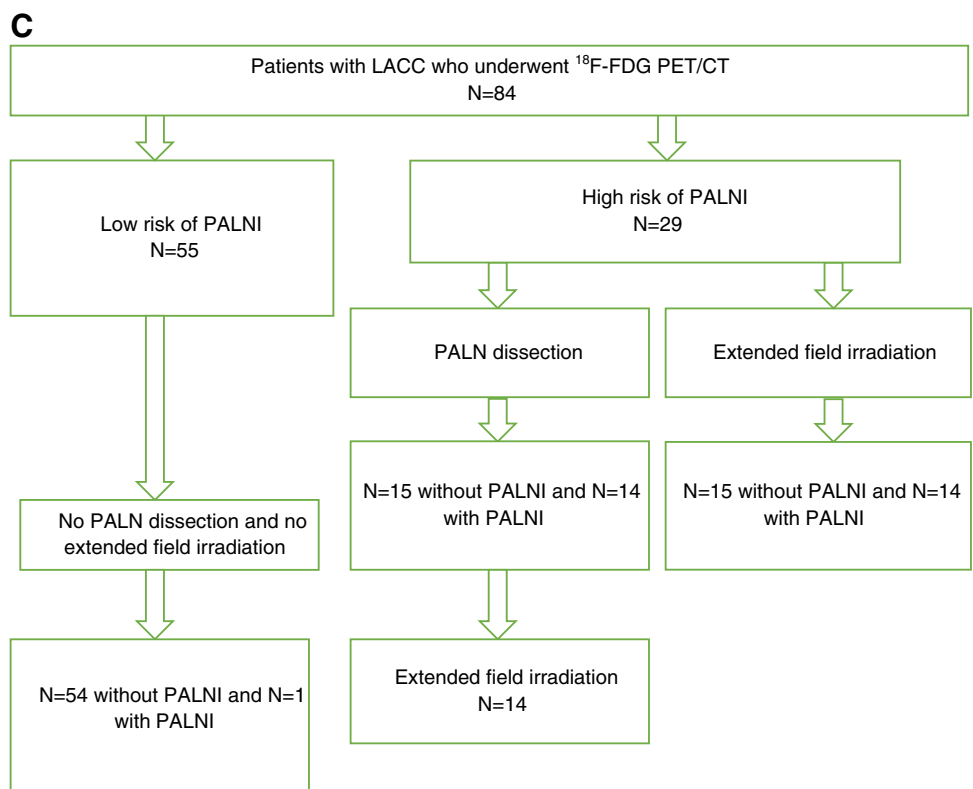 C
Patients with LACC who underwent ¹⁸F-FDG PET/CT
N=84
Low risk of PALNI
N=55
High risk of PALNI
N=29
PALN dissection
Extended field irradiation
N=15 without PALNI and N=14
with PALNI
N=15 without PALNI and N=14
with PALNI
No PALN dissection and no
extended field irradiation
N=54 without PALNI and N=1
with PALNI
Extended field irradiation
N=14